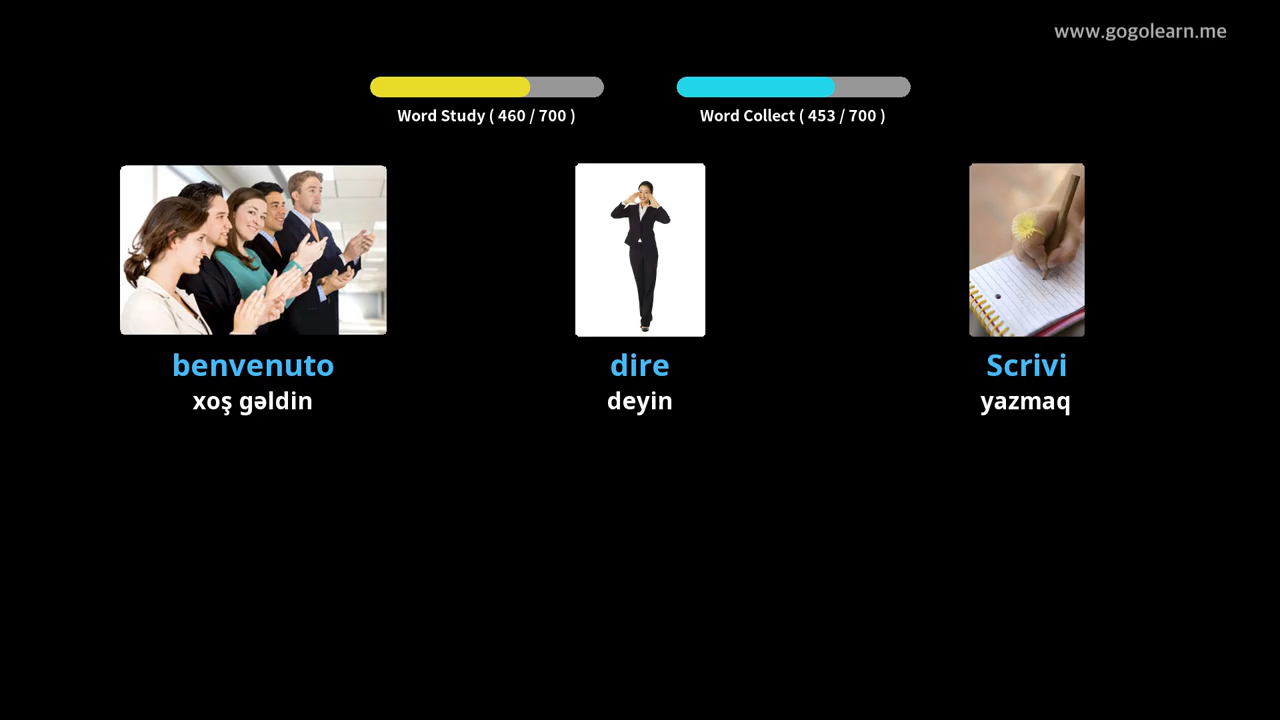 www.gogolearn.me
Word Study ( 460 / 700 )
Word Collect ( 453 / 700 )
benvenuto
xoş gəldin
dire
deyin
Scrivi
yazmaq